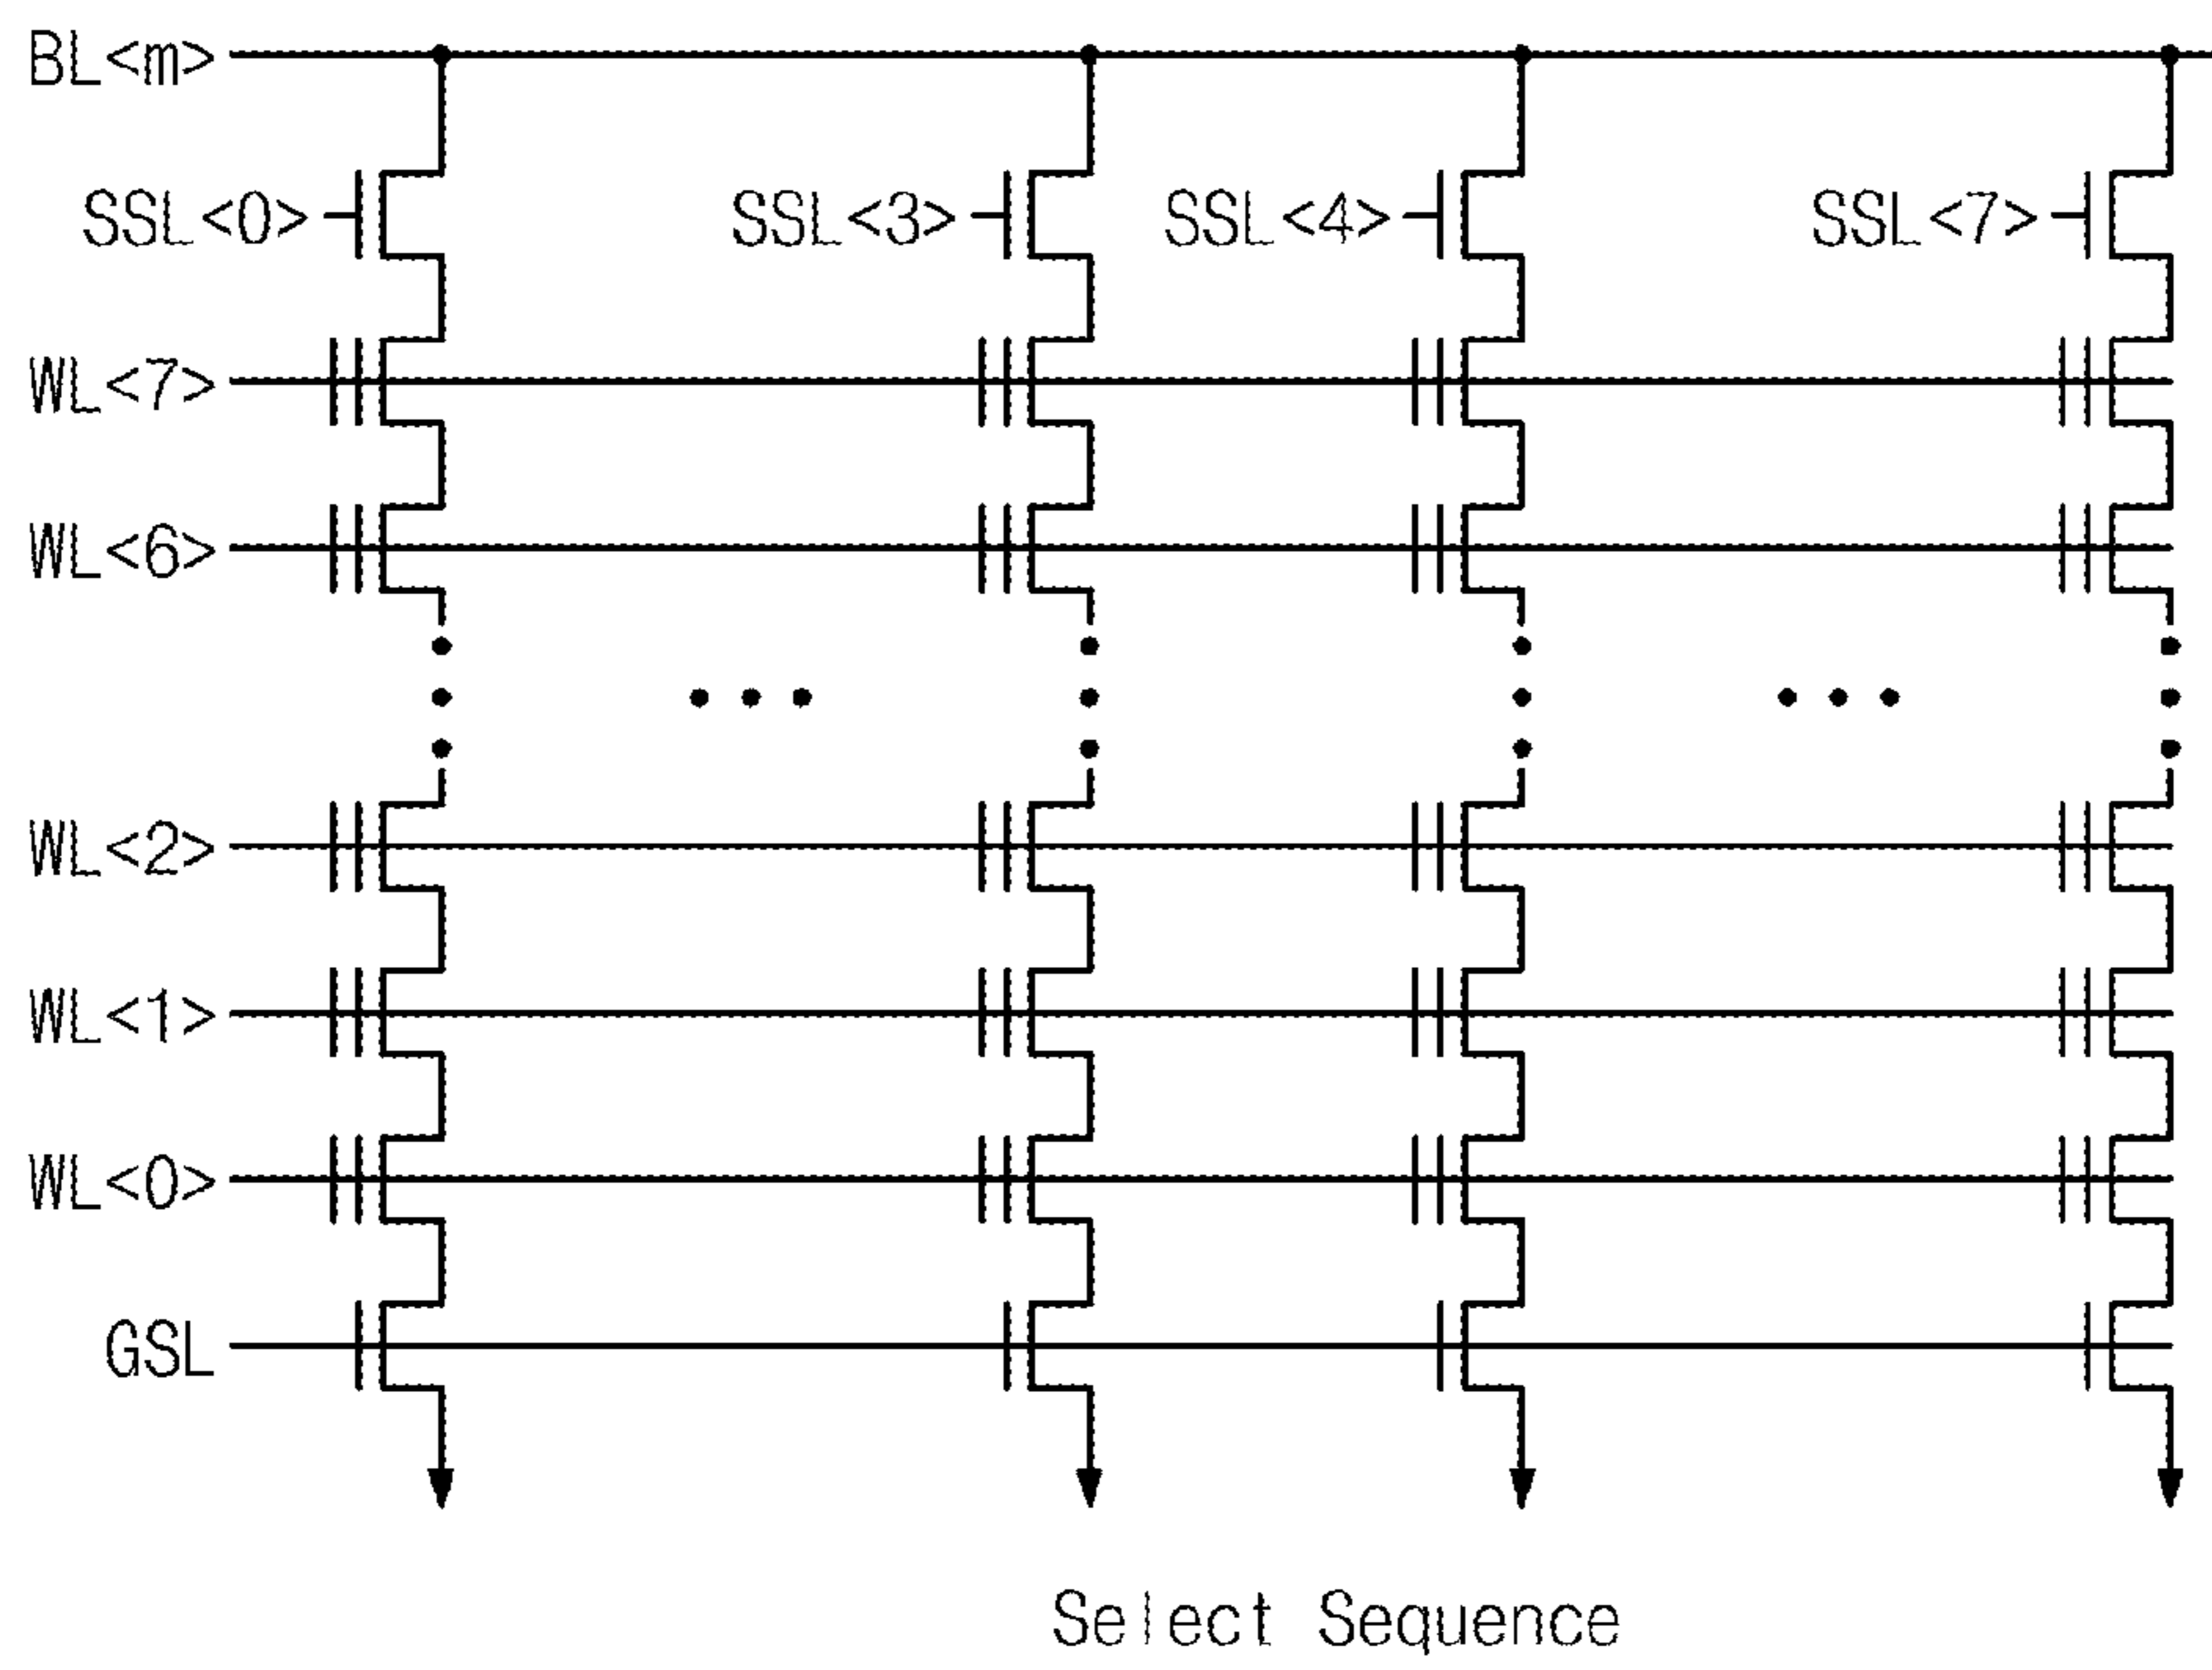 BL<m>
SSL<0> SSL<3> SSL<4> SSL<7>
WL<7>
WL<6>
WL<2>
WL<1>
WL<0>
GSL
Select Sequence